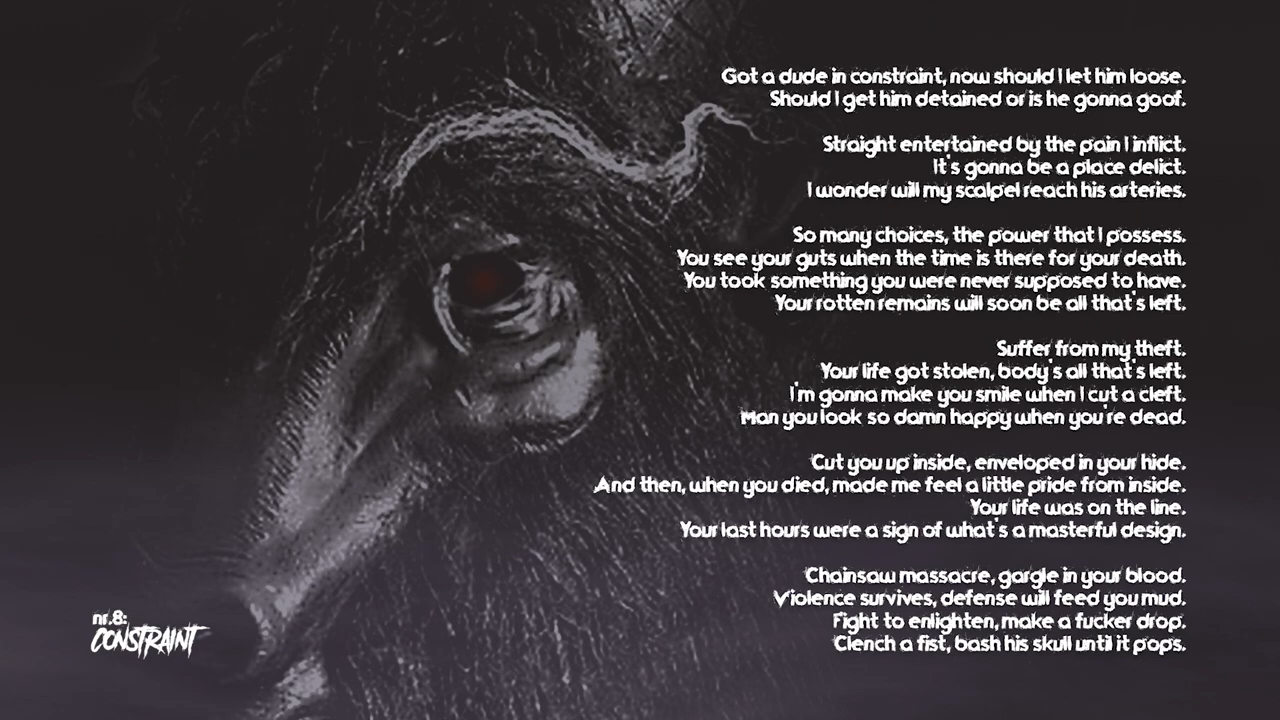 Got a dude in constraint, now should I let him loose.
Should I get him detained or is he gonna goof.
Straight entertained by the pain I inflict.
It's gonna be a place delict.
I wonder will my scalpel reach his arteries.
So many choices, the power that I possess.
You see your guts when the time is there for your death.
You took something you were never supposed to have.
Your rotten remains will soon be all that's left.
Suffer from my theft.
Your life got stolen, body's all that's left.
I'm gonna make you smile when I cut a cleft.
Man you look so damn happy when you're dead.
Cut you up inside, enveloped in your hide.
And then, when you died, made me feel a little pride from inside.
Your life was on the line.
Your last hours were a sign of what's a masterful design.
Chainsaw massacre, gargle in your blood.
Violence survives, defense will feed you mud.
Fight to enlighten, make a fucker drop.
Clench a fist, bash his skull until it pops.
nr.8:
CONSTRAINT